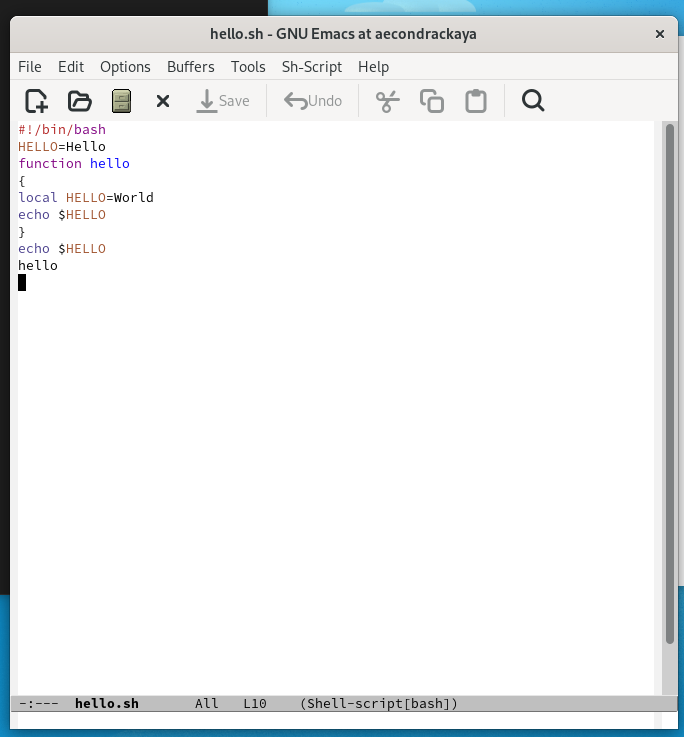 hello.sh - GNU Emacs at aecondrackaya
File Edit Options Buffers Tools Sh-Script Help
Save Undo
#!/bin/bash
HELLO=Hello
function hello
{
local HELLO=World
echo $HELLO
}
echo $HELLO
hello
-:--- hello.sh All L10 (Shell-script[bash])